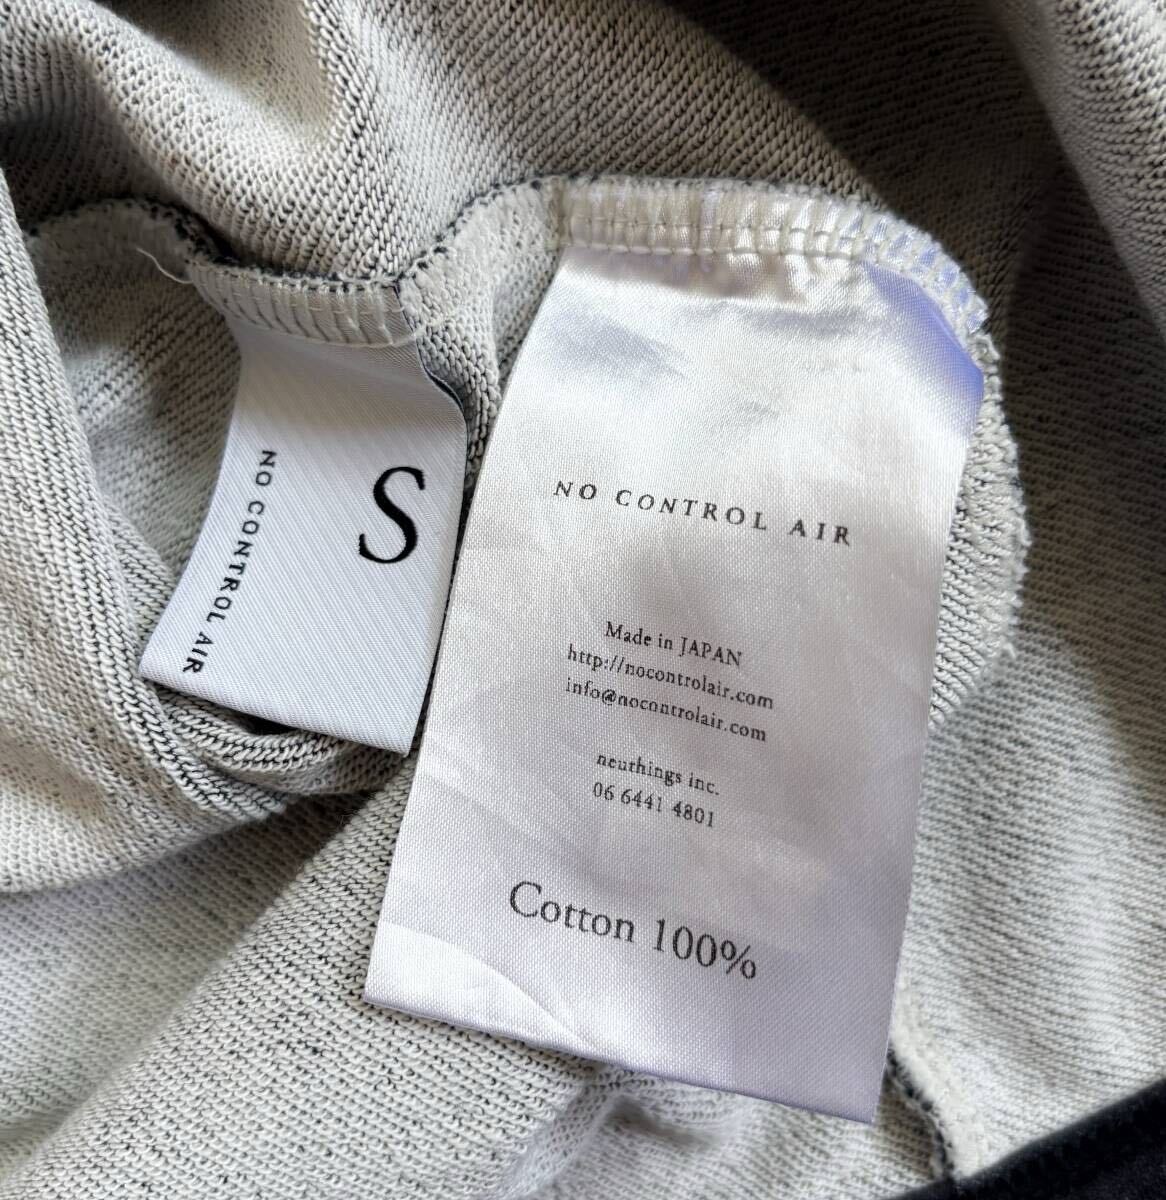 S
NO CONTROL AIR
NO CONTROL AIR
Made in JAPAN
http://nocontrolair.com
info@nocontrolair.com
neuthings inc.
06 6441 4801
Cotton 100%